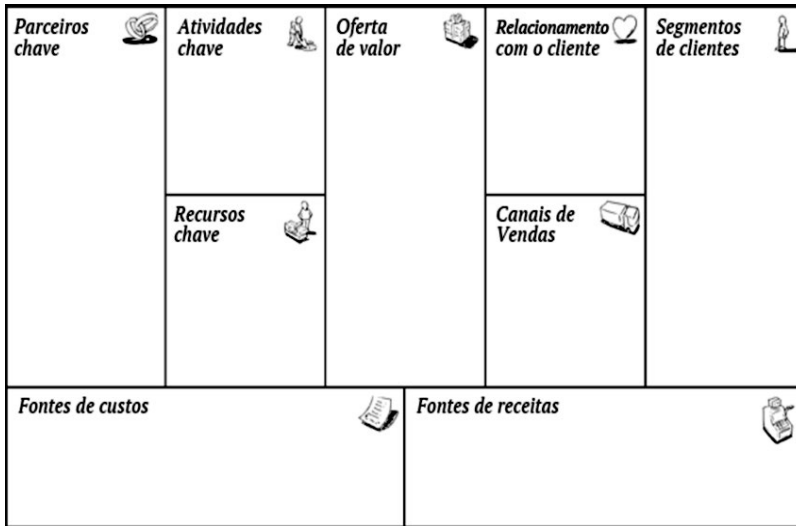 Parceiros
chave
Atividades
chave
Oferta
de valor
Relacionamento
com o cliente
Segmentos
de clientes
Recursos
chave
Canais de
Vendas
Fontes de custos
Fontes de receitas